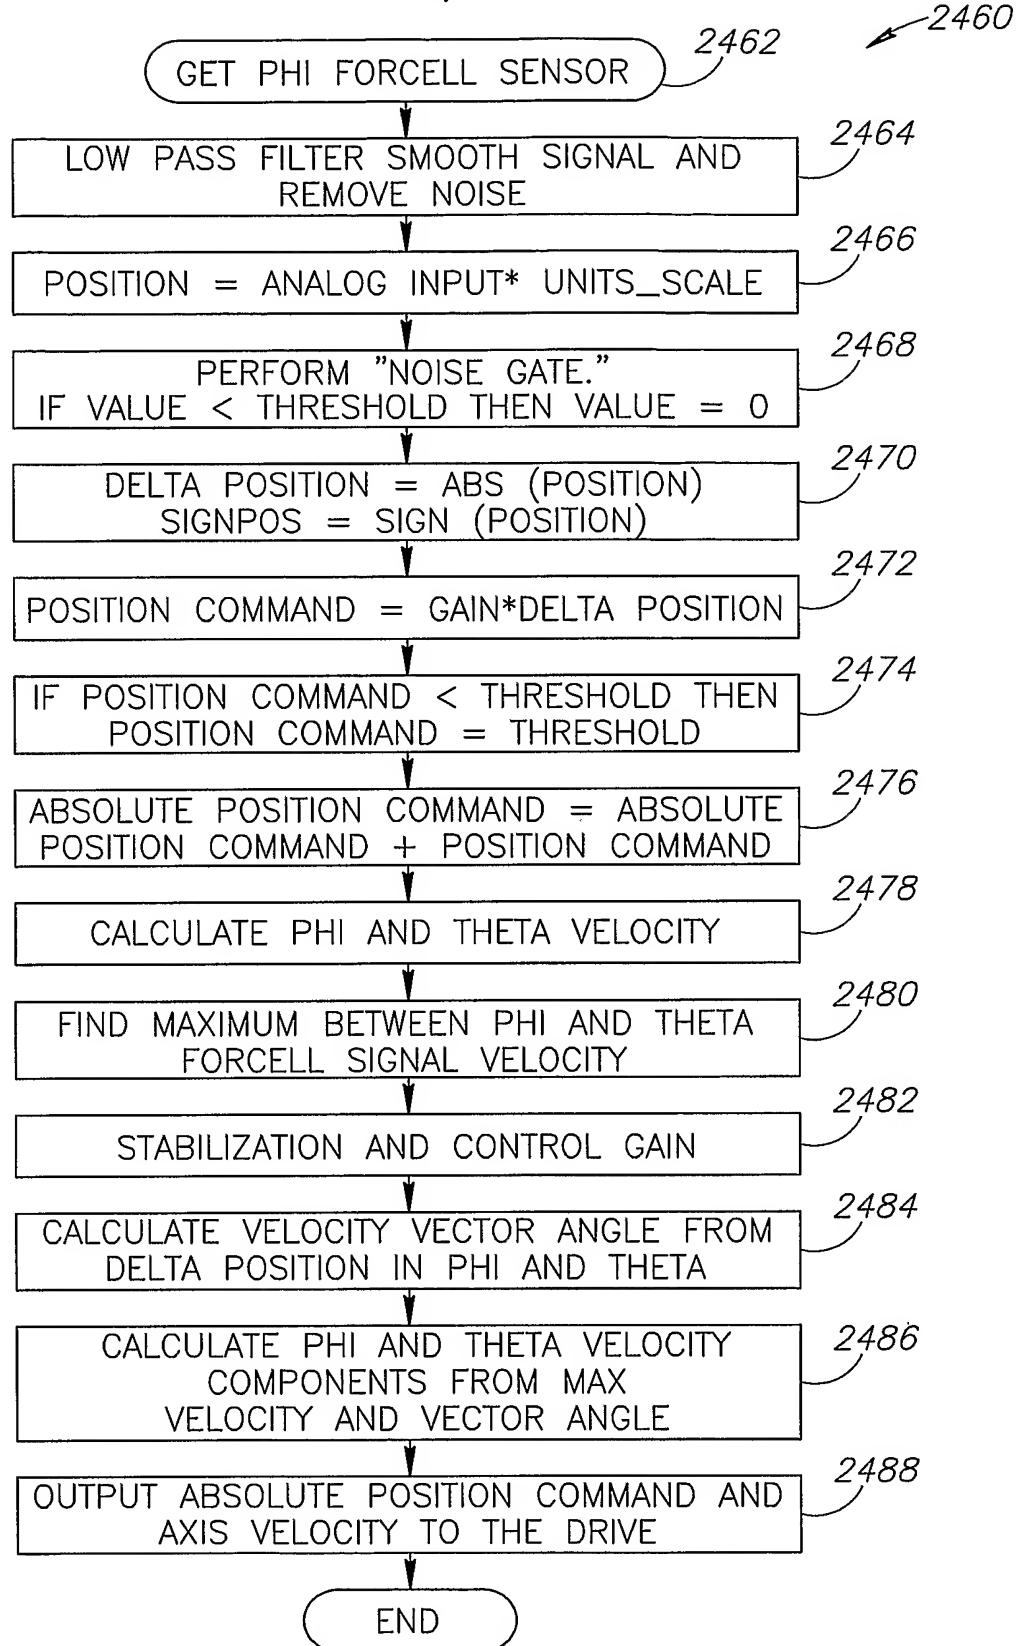 2460
GET PHI FORCELL SENSOR
2462
LOW PASS FILTER SMOOTH SIGNAL AND
REMOVE NOISE
2464
POSITION = ANALOG INPUT* UNITS_SCALE
2466
PERFORM "NOISE GATE."
IF VALUE < THRESHOLD THEN VALUE = 0
2468
DELTA POSITION = ABS (POSITION)
SIGNPOS = SIGN (POSITION)
2470
POSITION COMMAND = GAIN*DELTA POSITION
2472
IF POSITION COMMAND < THRESHOLD THEN
POSITION COMMAND = THRESHOLD
2474
ABSOLUTE POSITION COMMAND = ABSOLUTE
POSITION COMMAND + POSITION COMMAND
2476
CALCULATE PHI AND THETA VELOCITY
2478
FIND MAXIMUM BETWEEN PHI AND THETA
FORCELL SIGNAL VELOCITY
2480
STABILIZATION AND CONTROL GAIN
2482
CALCULATE VELOCITY VECTOR ANGLE FROM
DELTA POSITION IN PHI AND THETA
2484
CALCULATE PHI AND THETA VELOCITY
COMPONENTS FROM MAX
VELOCITY AND VECTOR ANGLE
2486
OUTPUT ABSOLUTE POSITION COMMAND AND
AXIS VELOCITY TO THE DRIVE
2488
END